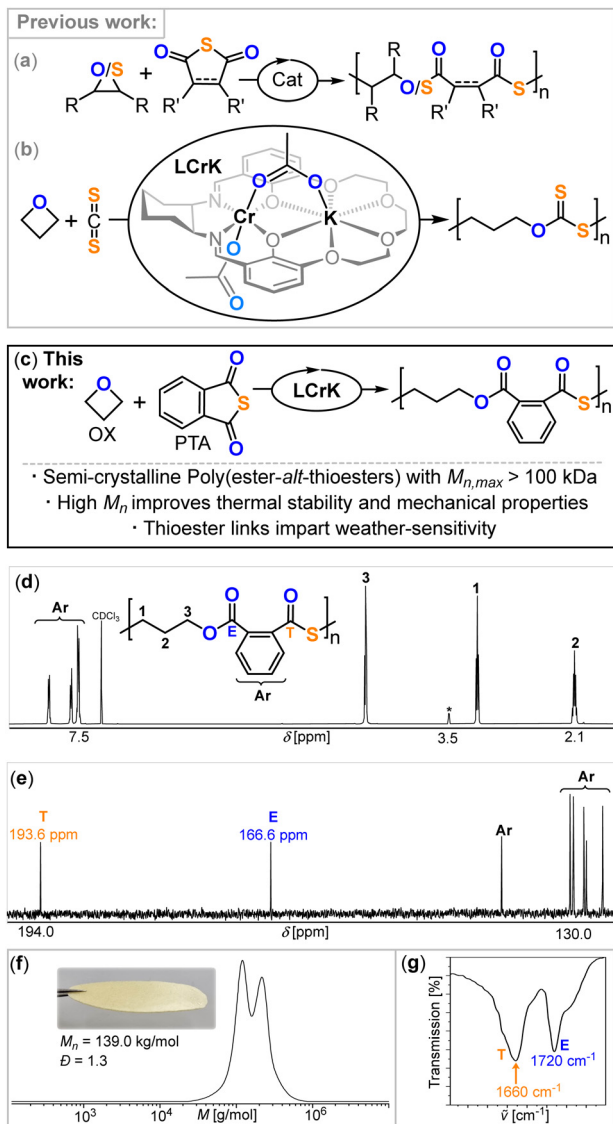 Previous work:
(a)
O/S
R R
+
O S O
R' R'
Cat
R
R
O/S
O O
R' R'
S
n
(b)
O
+
S
C
S
LCrK
O O
N
Cr
K
N
O
O
O
O
O
O
O
O
S
O S
n
(c) This
work:
O
OX
+
O
S
O
PTA
LCrK
O
O
O
S
n
· Semi-crystalline Poly(ester-alt-thioesters) with Mn,max > 100 kDa
· High Mn improves thermal stability and mechanical properties
· Thioester links impart weather-sensitivity
(d)
Ar
CDCl3
1
2
3
O
O
E
O
T
S
n
Ar
3
*
1
2
7.5 δ [ppm] 3.5 2.1
(e)
T
193.6 ppm
E
166.6 ppm
Ar
Ar
194.0 δ [ppm] 130.0
(f)
Mn = 139.0 kg/mol
Đ = 1.3
10³ M [g/mol] 10⁶
(g)
Transmission [%]
T
E
1720 cm⁻¹
1660 cm⁻¹
ṽ [cm⁻¹]